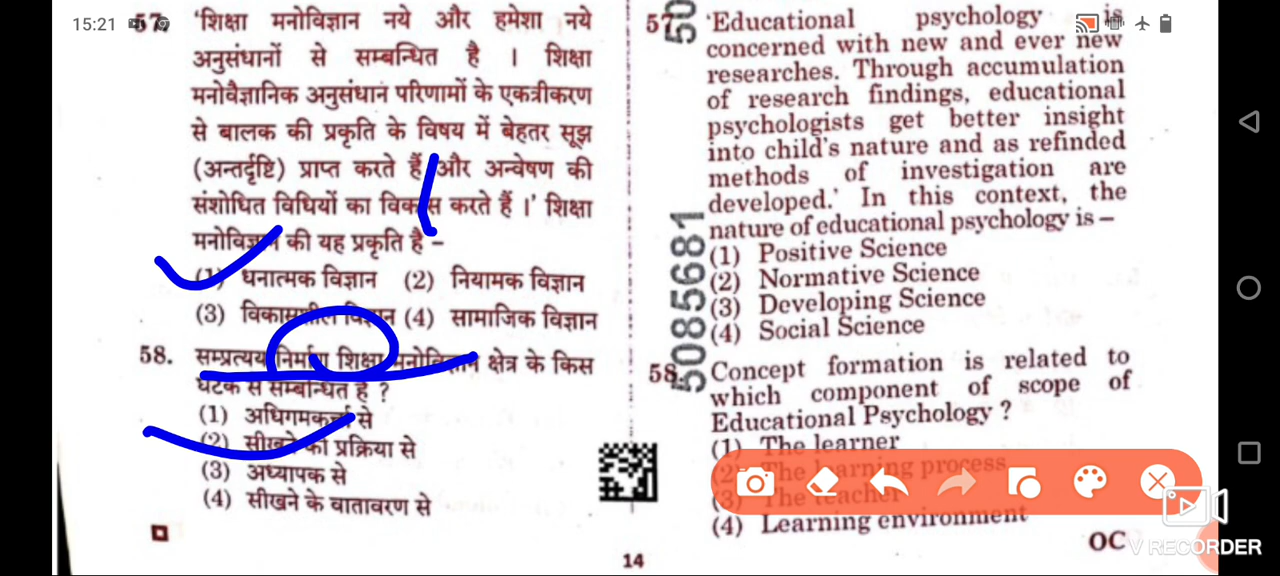 15:21
57. 'शिक्षा मनोविज्ञान नये और हमेशा नये
अनुसंधानों से सम्बन्धित है । शिक्षा
मनोवैज्ञानिक अनुसंधान परिणामों के एकत्रीकरण
से बालक की प्रकृति के विषय में बेहतर सूझ
(अन्तर्दृष्टि) प्राप्त करते हैं और अन्वेषण की
संशोधित विधियों का विकास करते हैं ।' शिक्षा
मनोविज्ञान की यह प्रकृति है –
(1) धनात्मक विज्ञान (2) नियामक विज्ञान
(3) विकासशील विज्ञान (4) सामाजिक विज्ञान
58. सम्प्रत्यय निर्माण शिक्षा मनोविज्ञान क्षेत्र के किस
घटक से सम्बन्धित है ?
(1) अधिगमकर्त्ता से
(2) सीखने की प्रक्रिया से
(3) अध्यापक से
(4) सीखने के वातावरण से
57 'Educational psychology is
concerned with new and ever new
researches. Through accumulation
of research findings, educational
psychologists get better insight
into child's nature and as refinded
methods of investigation are
developed.' In this context, the
nature of educational psychology is –
(1) Positive Science
(2) Normative Science
(3) Developing Science
(4) Social Science
58. Concept formation is related to
which component of scope of
Educational Psychology ?
(1) The learner
(2) The learning process
(3) The teacher
(4) Learning environment
5085681
50
14
OC
V RECORDER